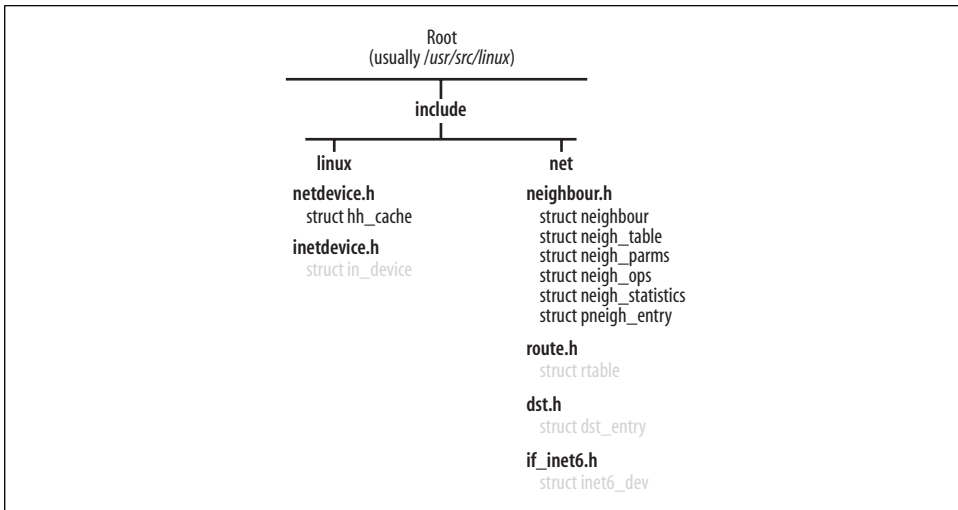 Root
(usually /usr/src/linux)
include
linux
netdevice.h
struct hh_cache
inetdevice.h
struct in_device
net
neighbour.h
struct neighbour
struct neigh_table
struct neigh_parms
struct neigh_ops
struct neigh_statistics
struct pneigh_entry
route.h
struct rtable
dst.h
struct dst_entry
if_inet6.h
struct inet6_dev